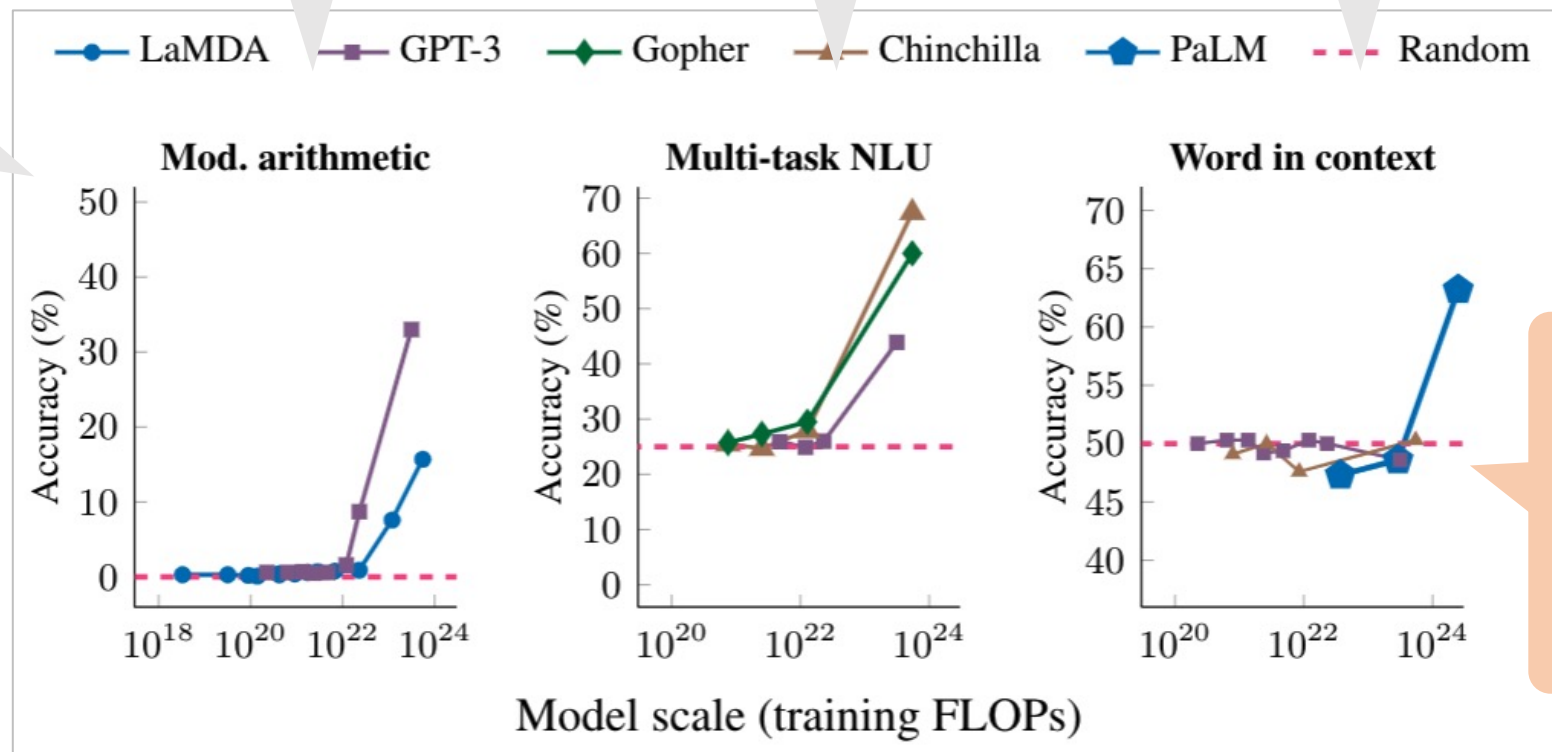 LaMDA GPT-3 Gopher Chinchilla PaLM Random
Mod. arithmetic Multi-task NLU Word in context
Accuracy (%)
50
40
30
20
10
0
10^18 10^20 10^22 10^24
Accuracy (%)
70
60
50
40
30
20
10
0
10^20 10^22 10^24
Accuracy (%)
70
65
60
55
50
45
40
10^20 10^22 10^24
Model scale (training FLOPs)